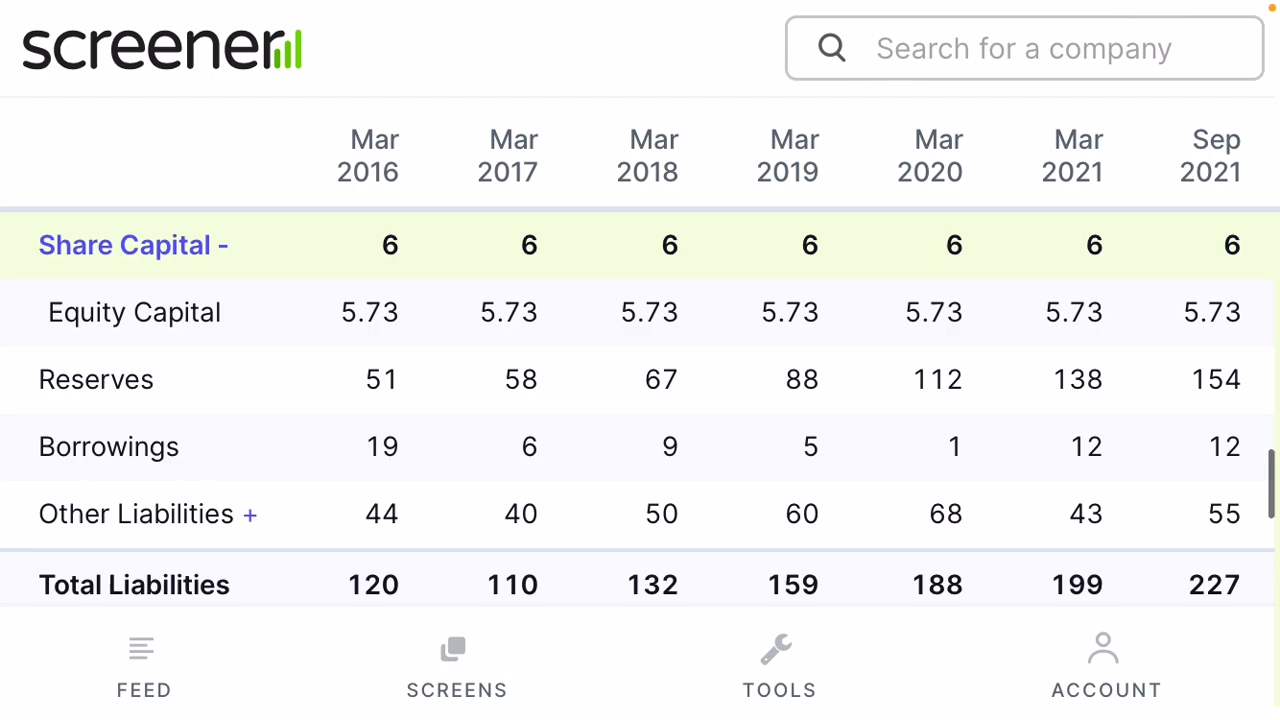 screener
Search for a company
Mar 2016 Mar 2017 Mar 2018 Mar 2019 Mar 2020 Mar 2021 Sep 2021
Share Capital - 6 6 6 6 6 6 6
Equity Capital 5.73 5.73 5.73 5.73 5.73 5.73 5.73
Reserves 51 58 67 88 112 138 154
Borrowings 19 6 9 5 1 12 12
Other Liabilities + 44 40 50 60 68 43 55
Total Liabilities 120 110 132 159 188 199 227
FEED SCREENS TOOLS ACCOUNT